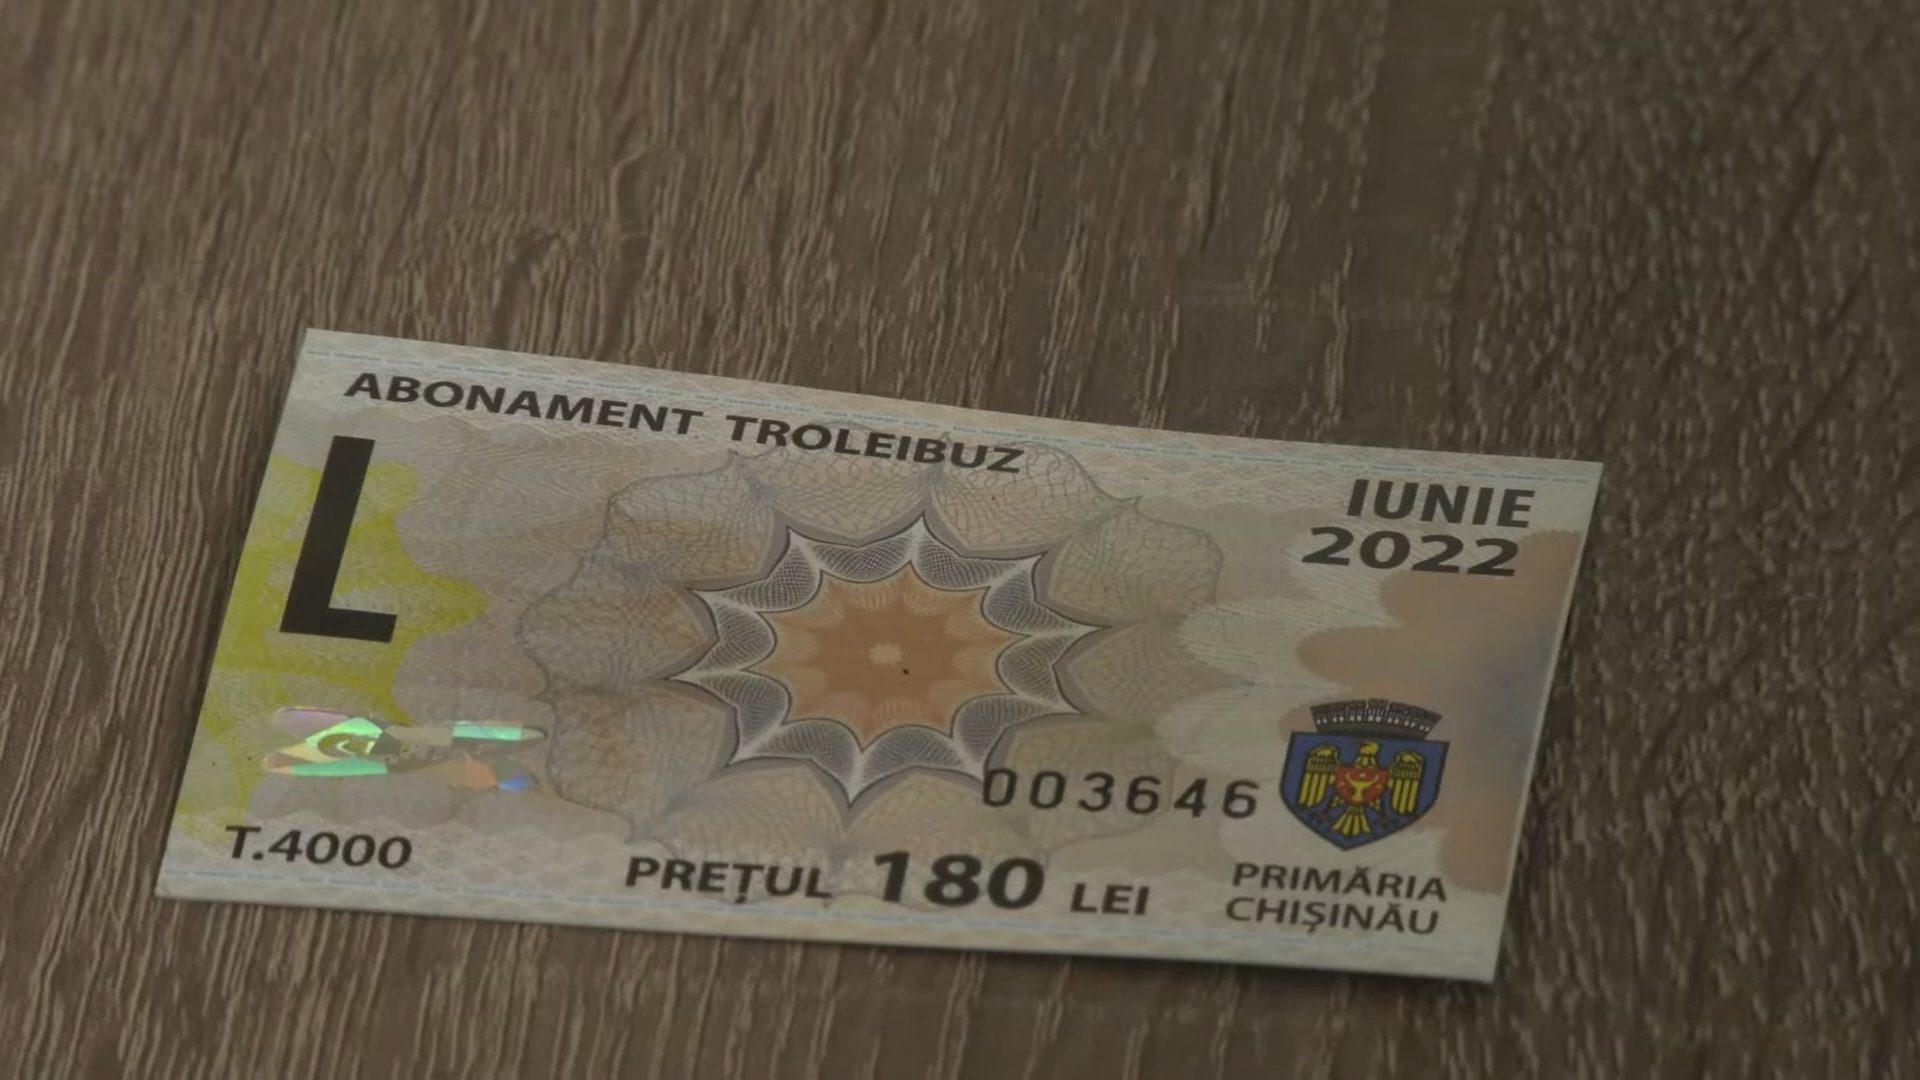 ABONAMENT TROLEIBUZ
IUNIE
2022
L
003646
T.4000
PREȚUL 180 LEI
PRIMĂRIA
CHIȘINĂU